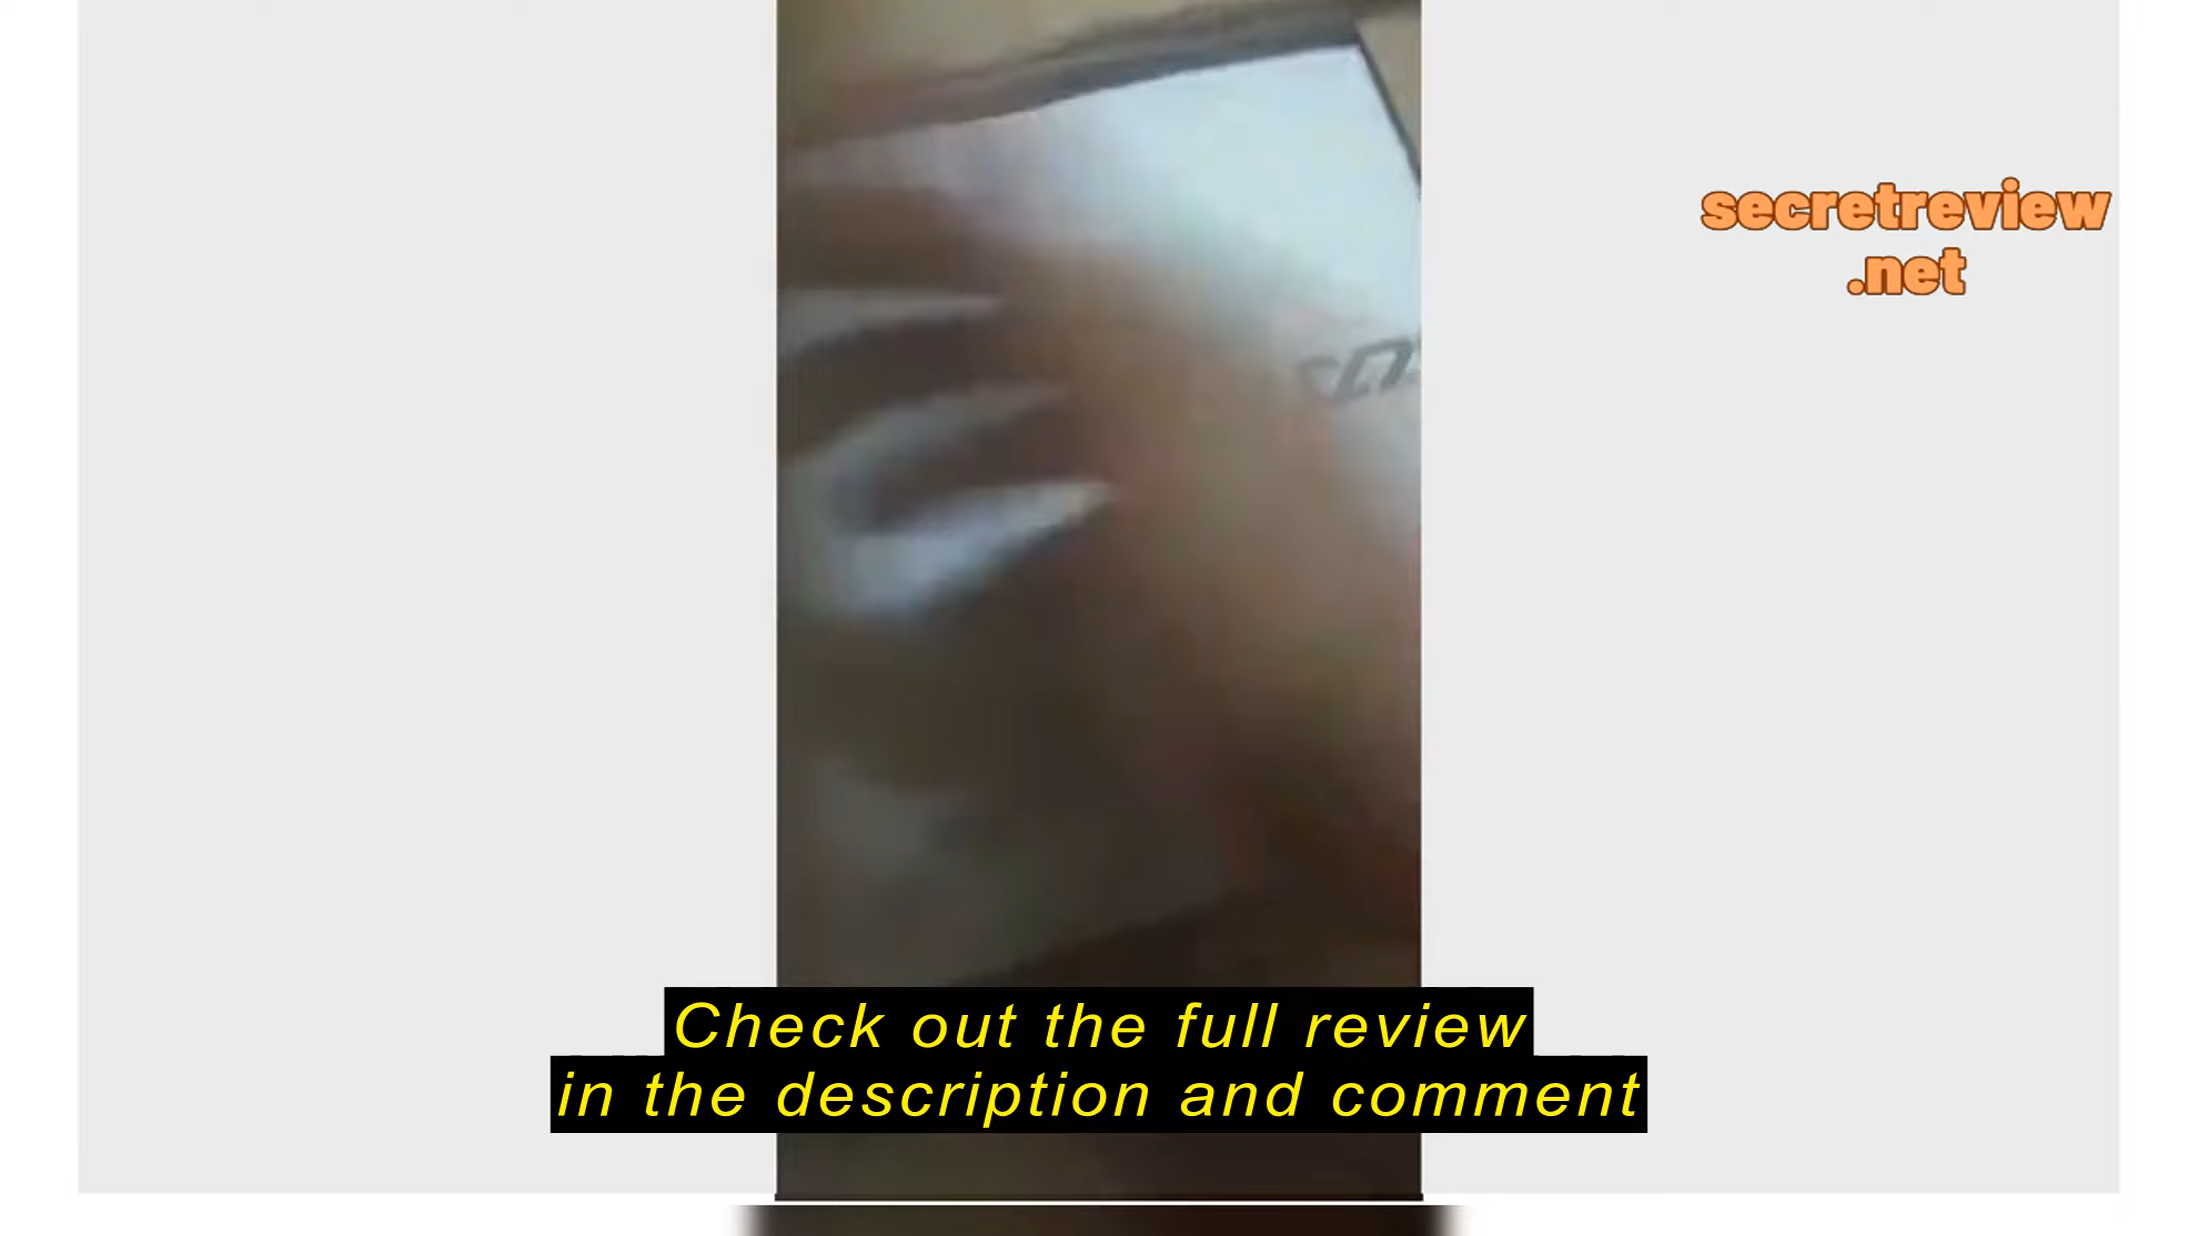 secretreview
.net
Check out the full review
in the description and comment